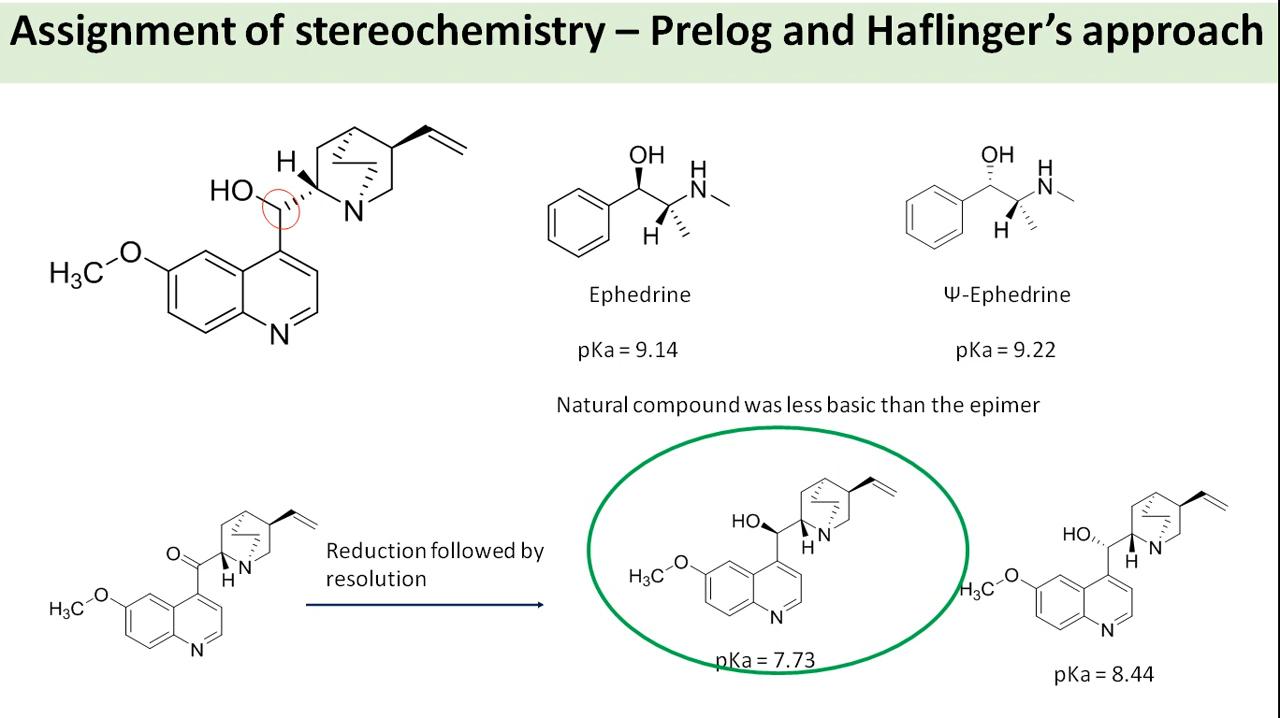 Assignment of stereochemistry – Prelog and Haflinger's approach
H
HO
N
O
H₃C
N
OH
H
N
H
Ephedrine
pKa = 9.14
OH
H
N
H
Ψ-Ephedrine
pKa = 9.22
Natural compound was less basic than the epimer
O
H
N
O
H₃C
N
Reduction followed by
resolution
HO
N
H
O
H₃C
N
pKa = 7.73
HO
N
H
O
H₃C
N
pKa = 8.44